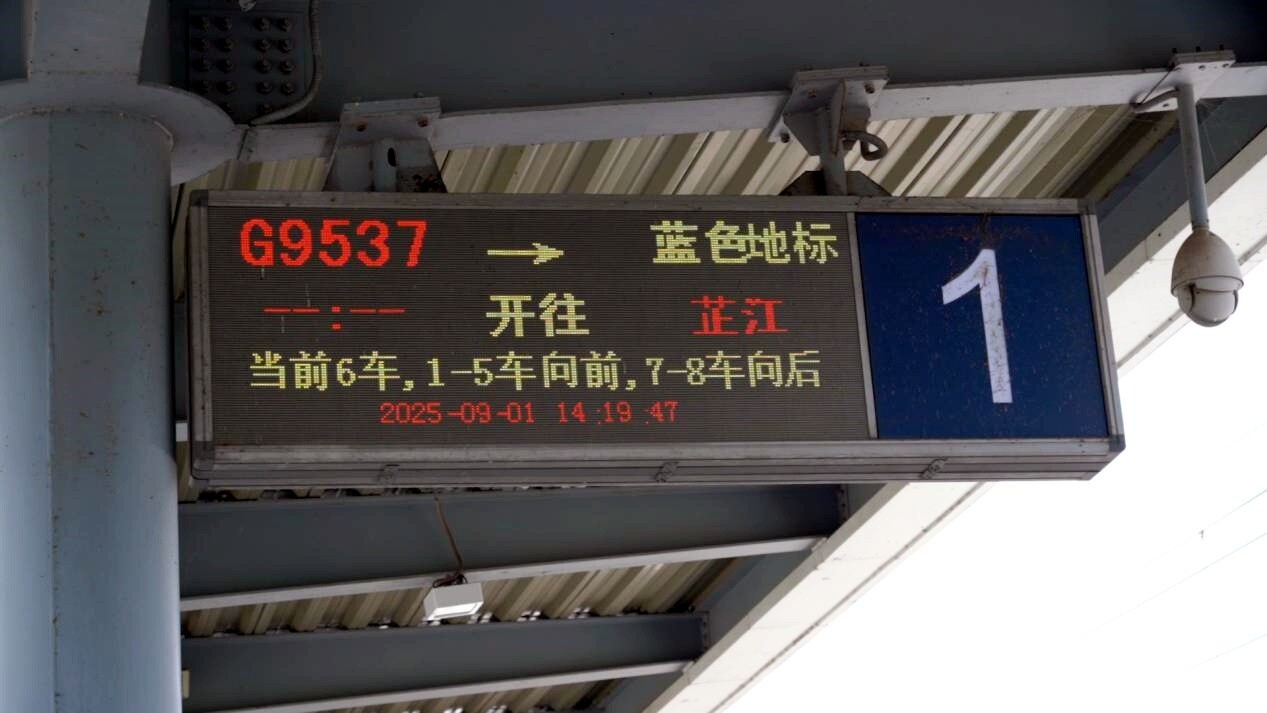 G9537 → 蓝色地标
--:-- 开往 芷江
当前6车,1-5车向前,7-8车向后
2025-09-01 14:19:47
1